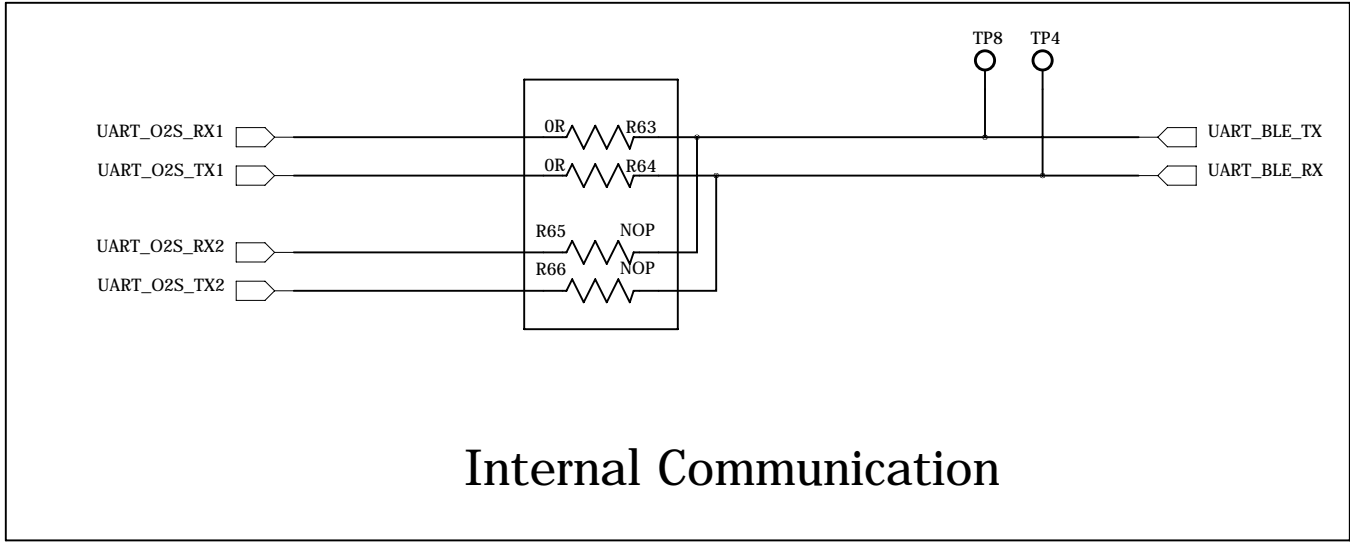 TP8 TP4
UART_O2S_RX1 0R R63 UART_BLE_TX
UART_O2S_TX1 0R R64 UART_BLE_RX
UART_O2S_RX2 R65 NOP
UART_O2S_TX2 R66 NOP
Internal Communication